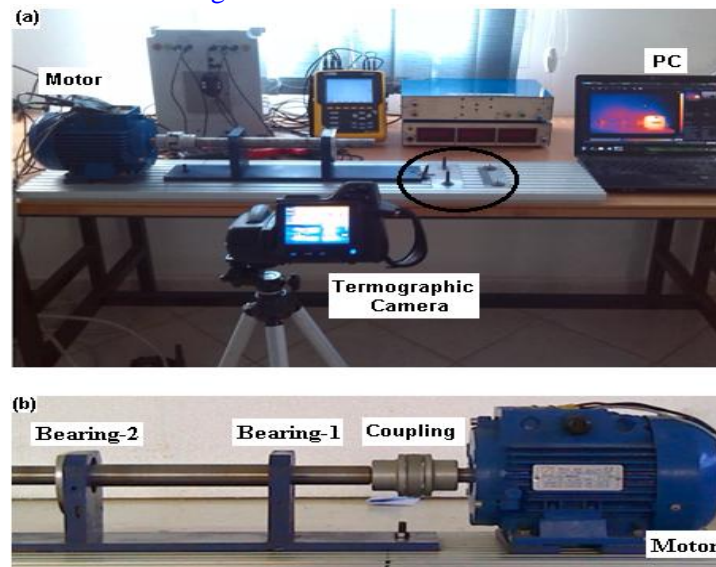 (a)
Motor
PC
Termographic
Camera
(b)
Bearing-2
Bearing-1
Coupling
Motor